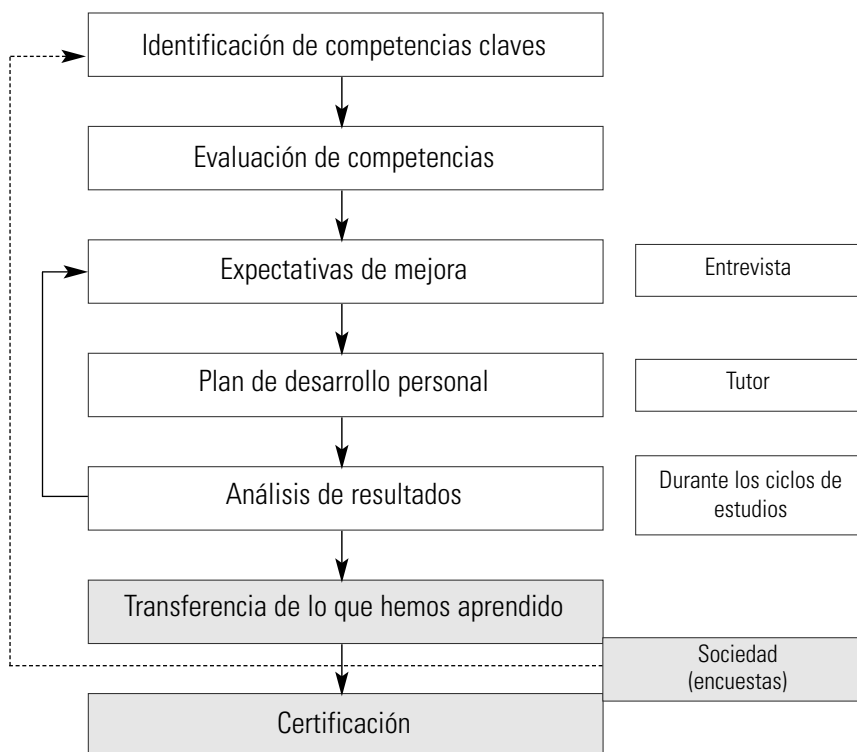 Identificación de competencias claves
Evaluación de competencias
Expectativas de mejora
Entrevista
Plan de desarrollo personal
Tutor
Análisis de resultados
Durante los ciclos de
estudios
Transferencia de lo que hemos aprendido
Sociedad
(encuestas)
Certificación